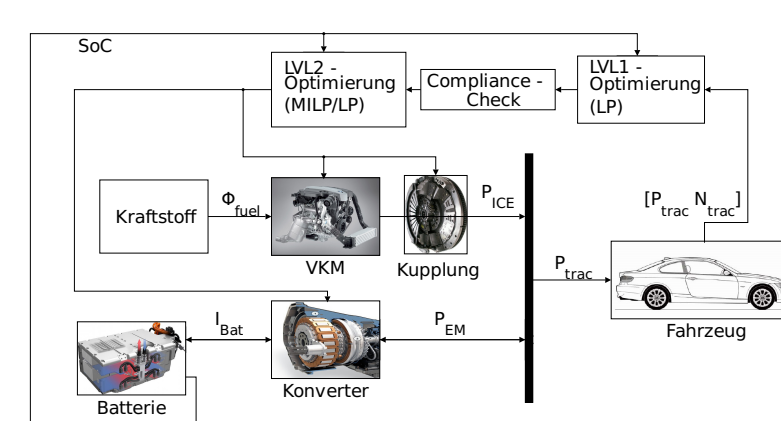 SoC
LVL2 -
Optimierung
(MILP/LP)
Compliance -
Check
LVL1 -
Optimierung
(LP)
Kraftstoff
Φfuel
VKM
Kupplung
PICE
[Ptrac Ntrac]
Ptrac
Fahrzeug
IBat
PEM
Konverter
Batterie